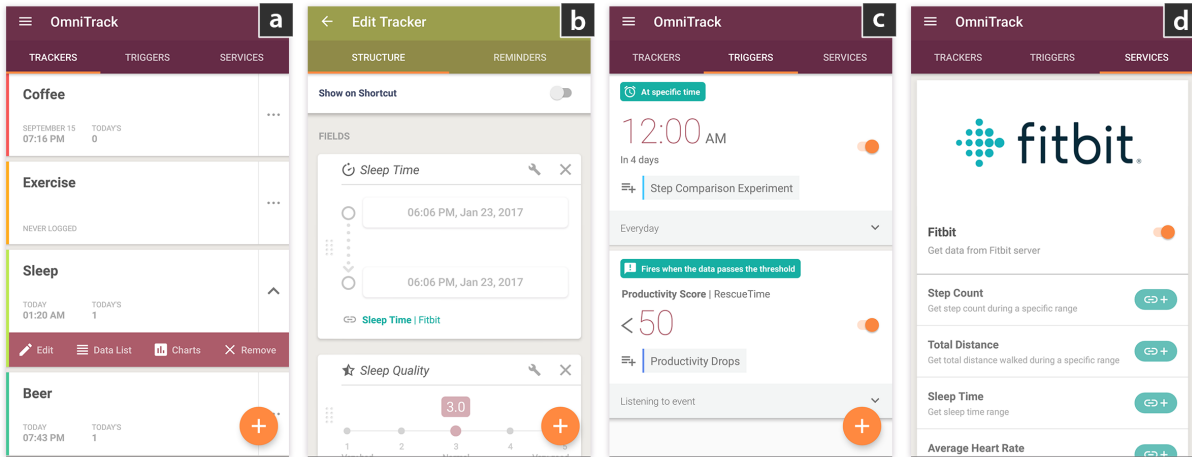 OmniTrack
a
TRACKERS TRIGGERS SERVICES
Coffee
SEPTEMBER 15 TODAY'S
07:16 PM 0
Exercise
NEVER LOGGED
Sleep
TODAY TODAY'S
01:20 AM 1
Edit Data List Charts Remove
Beer
TODAY TODAY'S
07:43 PM 1
Edit Tracker
b
STRUCTURE REMINDERS
Show on Shortcut
FIELDS
Sleep Time
06:06 PM, Jan 23, 2017
06:06 PM, Jan 23, 2017
Sleep Time | Fitbit
Sleep Quality
3.0
1 2 3 4
OmniTrack
c
TRACKERS TRIGGERS SERVICES
At specific time
12:00 AM
In 4 days
Step Comparison Experiment
Everyday
Fires when the data passes the threshold
Productivity Score | RescueTime
< 50
Productivity Drops
Listening to event
OmniTrack
d
TRACKERS TRIGGERS SERVICES
fitbit
Fitbit
Get data from Fitbit server
Step Count
Get step count during a specific range
Total Distance
Get total distance walked during a specific range
Sleep Time
Get sleep time range
Average Heart Rate